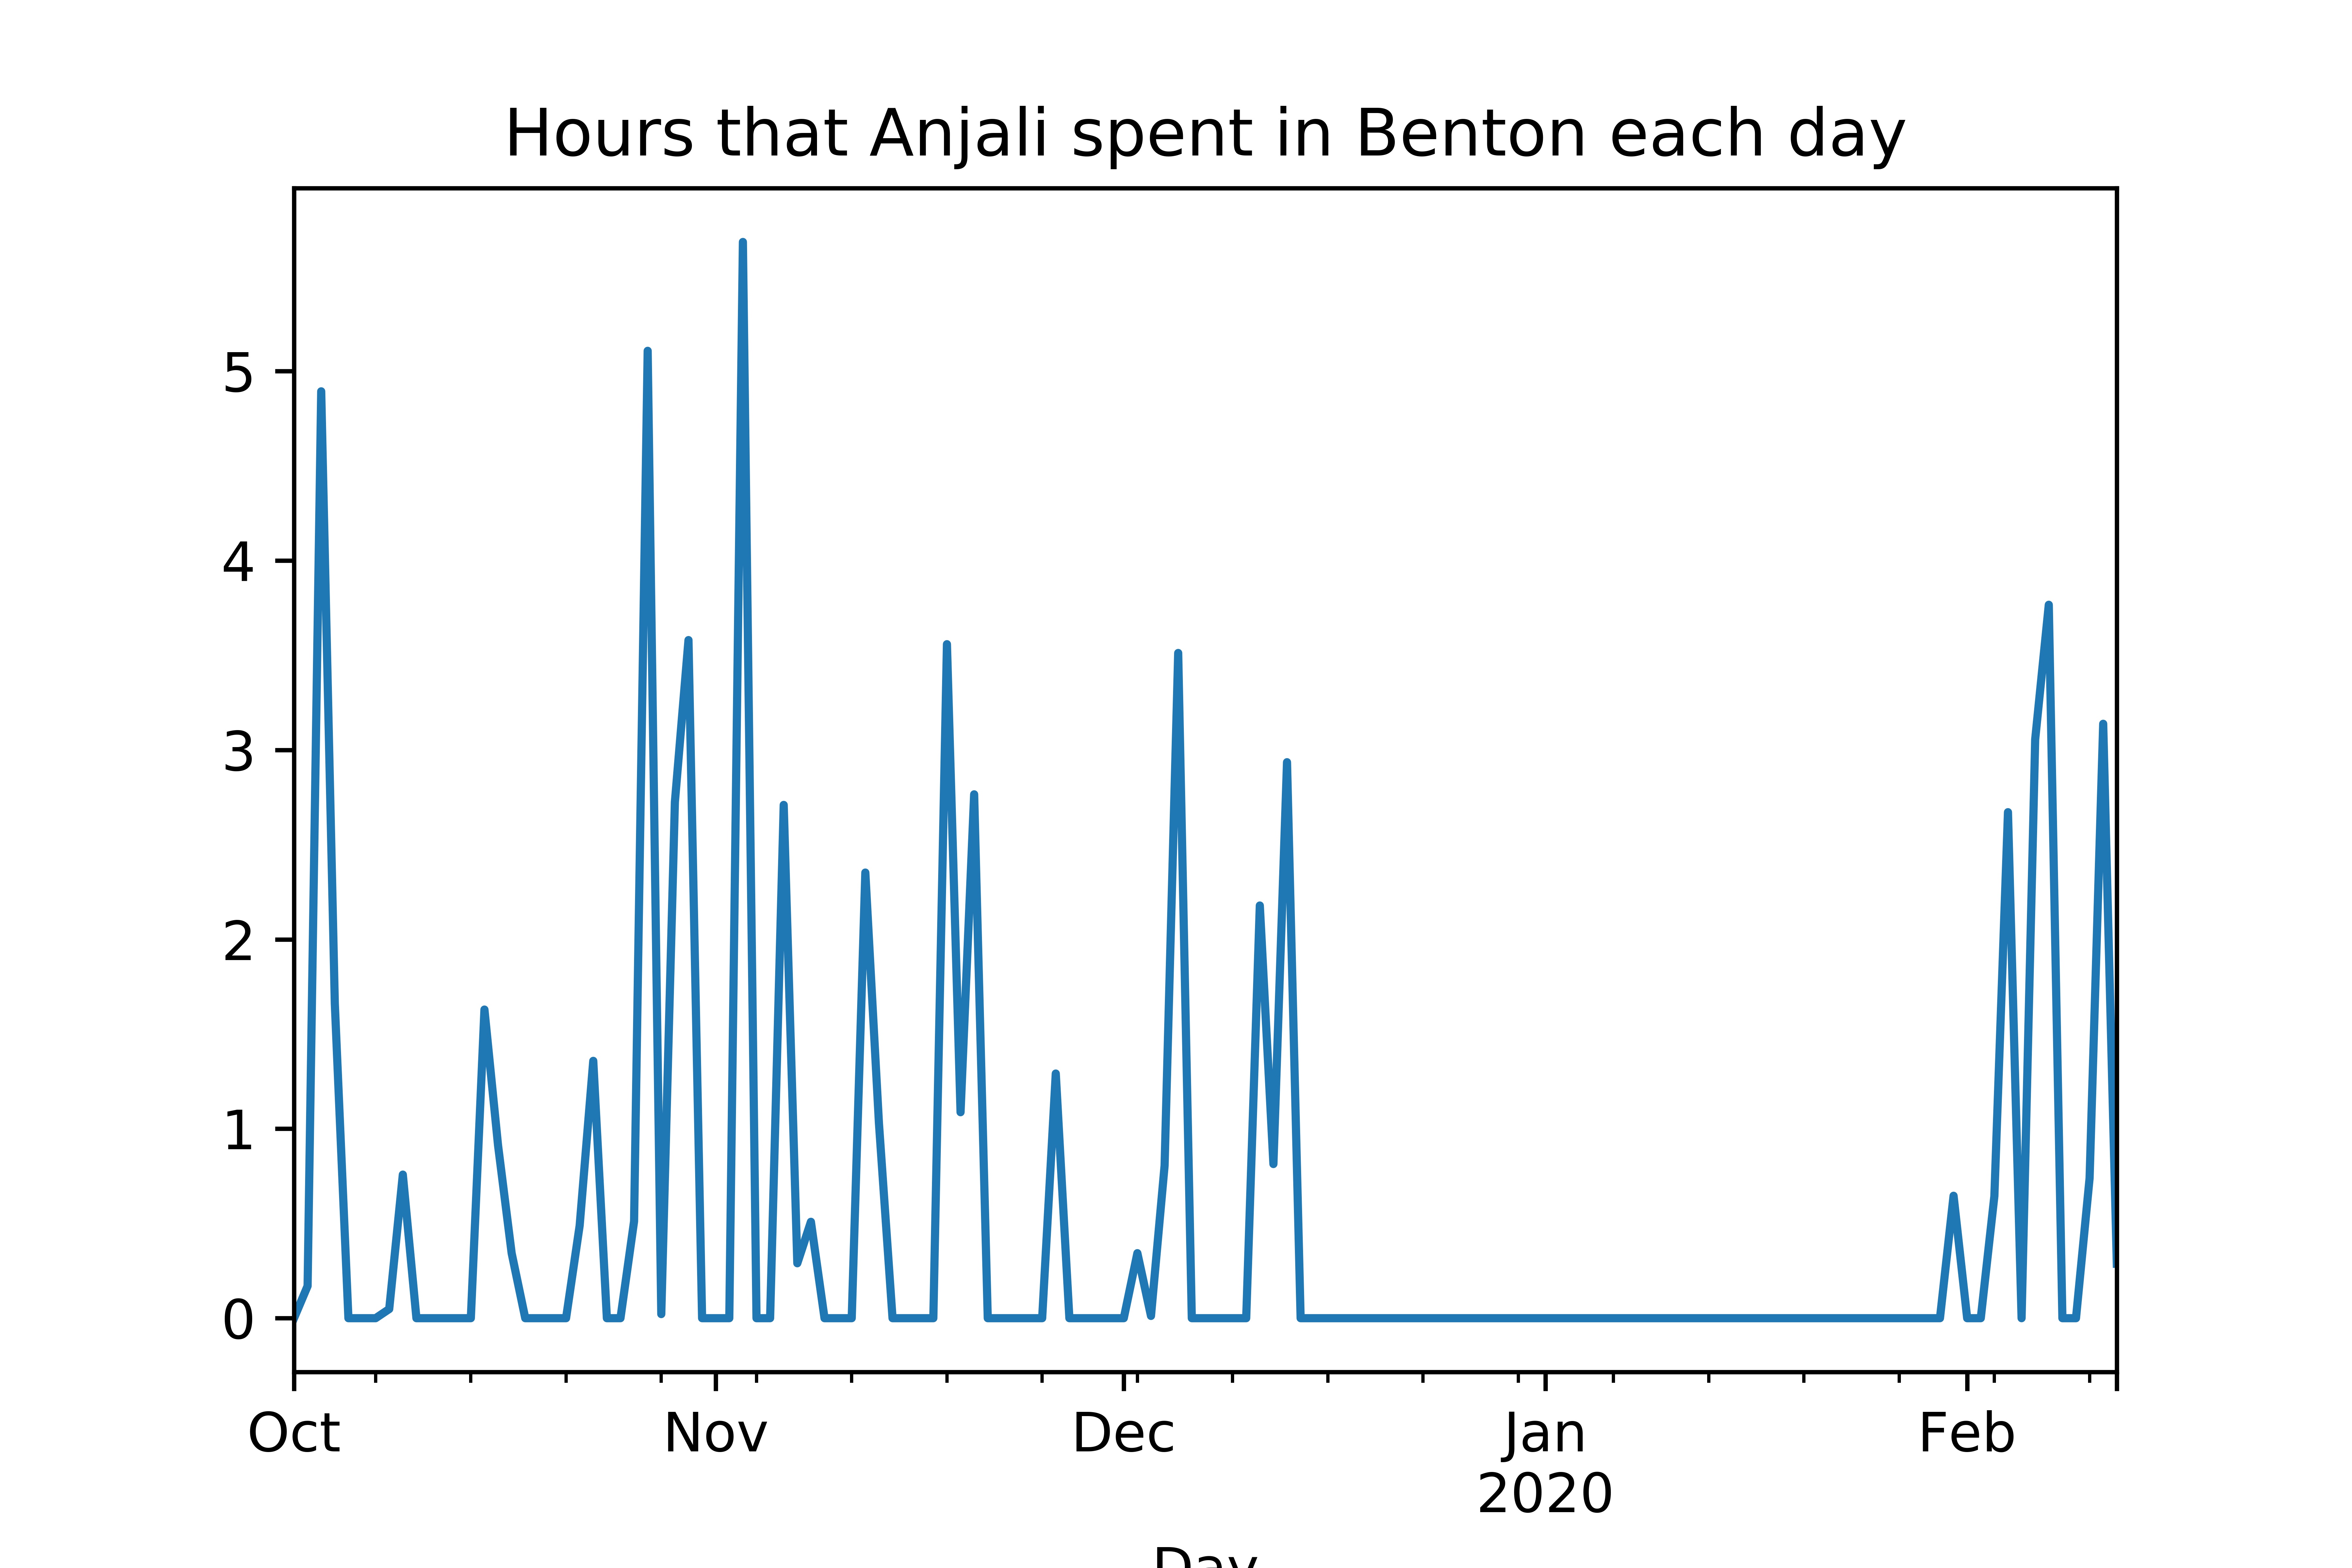 Hours that Anjali spent in Benton each day
5
4
3
2
1
0
Oct Nov Dec Jan Feb
2020
Day